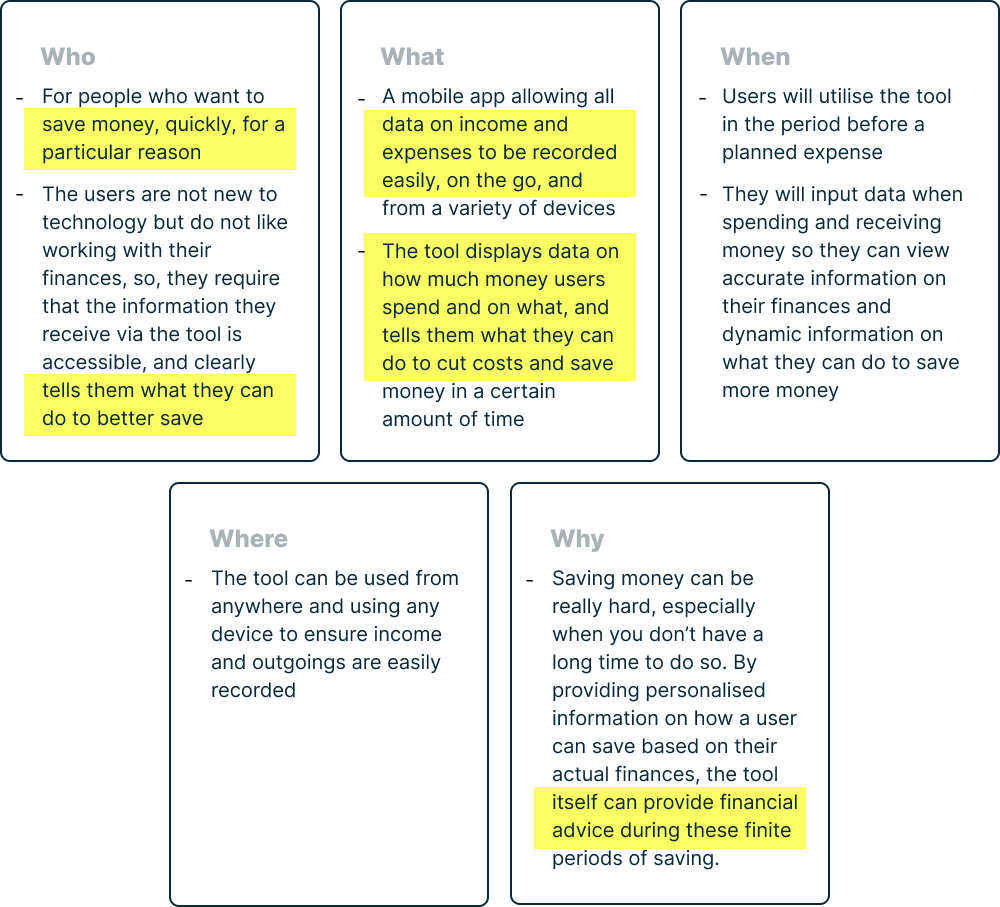 Who
- For people who want to
save money, quickly, for a
particular reason
- The users are not new to
technology but do not like
working with their
finances, so, they require
that the information they
receive via the tool is
accessible, and clearly
tells them what they can
do to better save
What
- A mobile app allowing all
data on income and
expenses to be recorded
easily, on the go, and
from a variety of devices
- The tool displays data on
how much money users
spend and on what, and
tells them what they can
do to cut costs and save
money in a certain
amount of time
When
- Users will utilise the tool
in the period before a
planned expense
- They will input data when
spending and receiving
money so they can view
accurate information on
their finances and
dynamic information on
what they can do to save
more money
Where
- The tool can be used from
anywhere and using any
device to ensure income
and outgoings are easily
recorded
Why
- Saving money can be
really hard, especially
when you don’t have a
long time to do so. By
providing personalised
information on how a user
can save based on their
actual finances, the tool
itself can provide financial
advice during these finite
periods of saving.